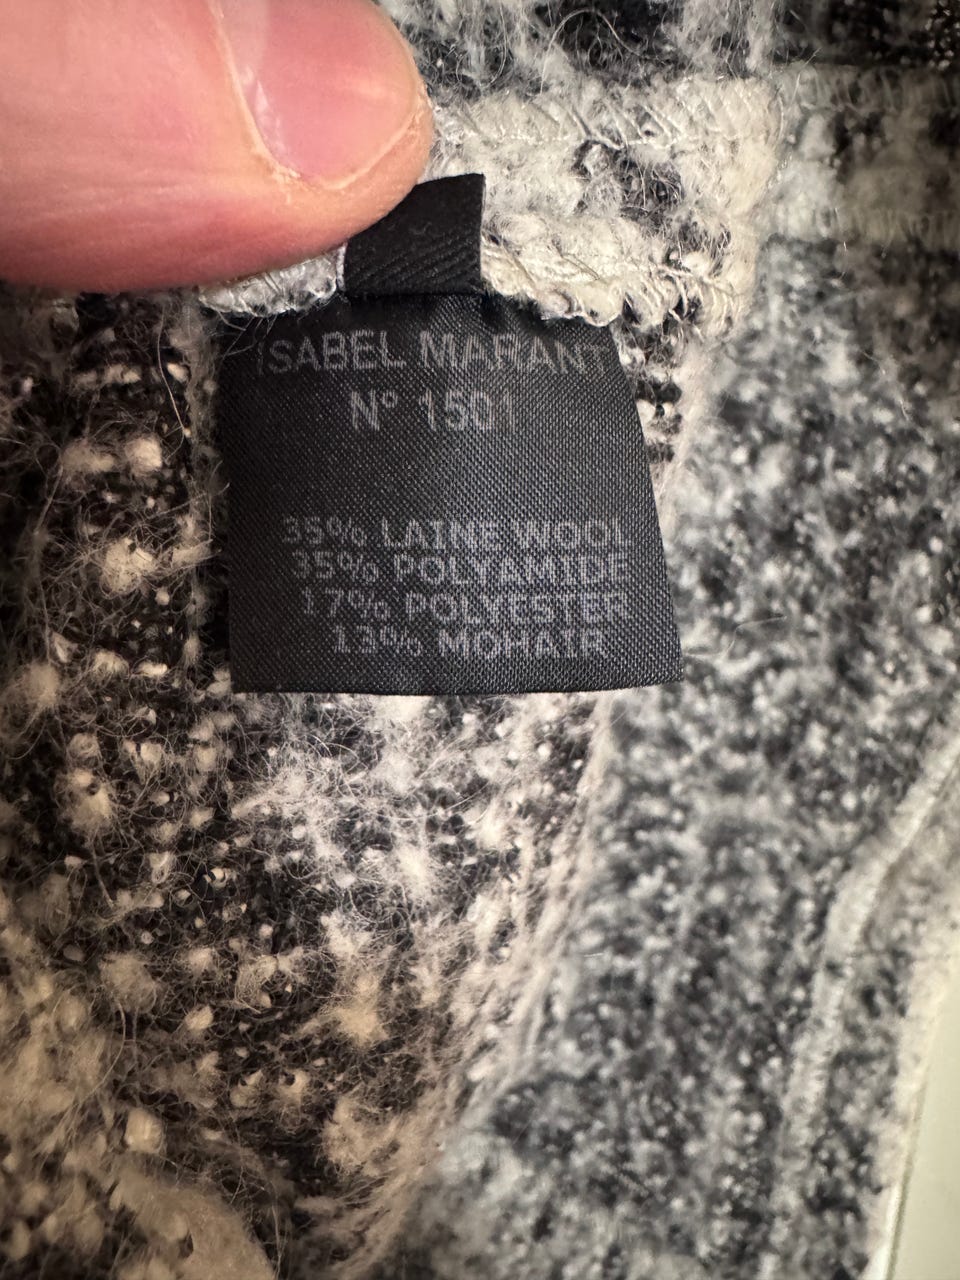 ISABEL MARANT
N° 1501
35% LAINE WOOL
35% POLYAMIDE
17% POLYESTER
13% MOHAIR